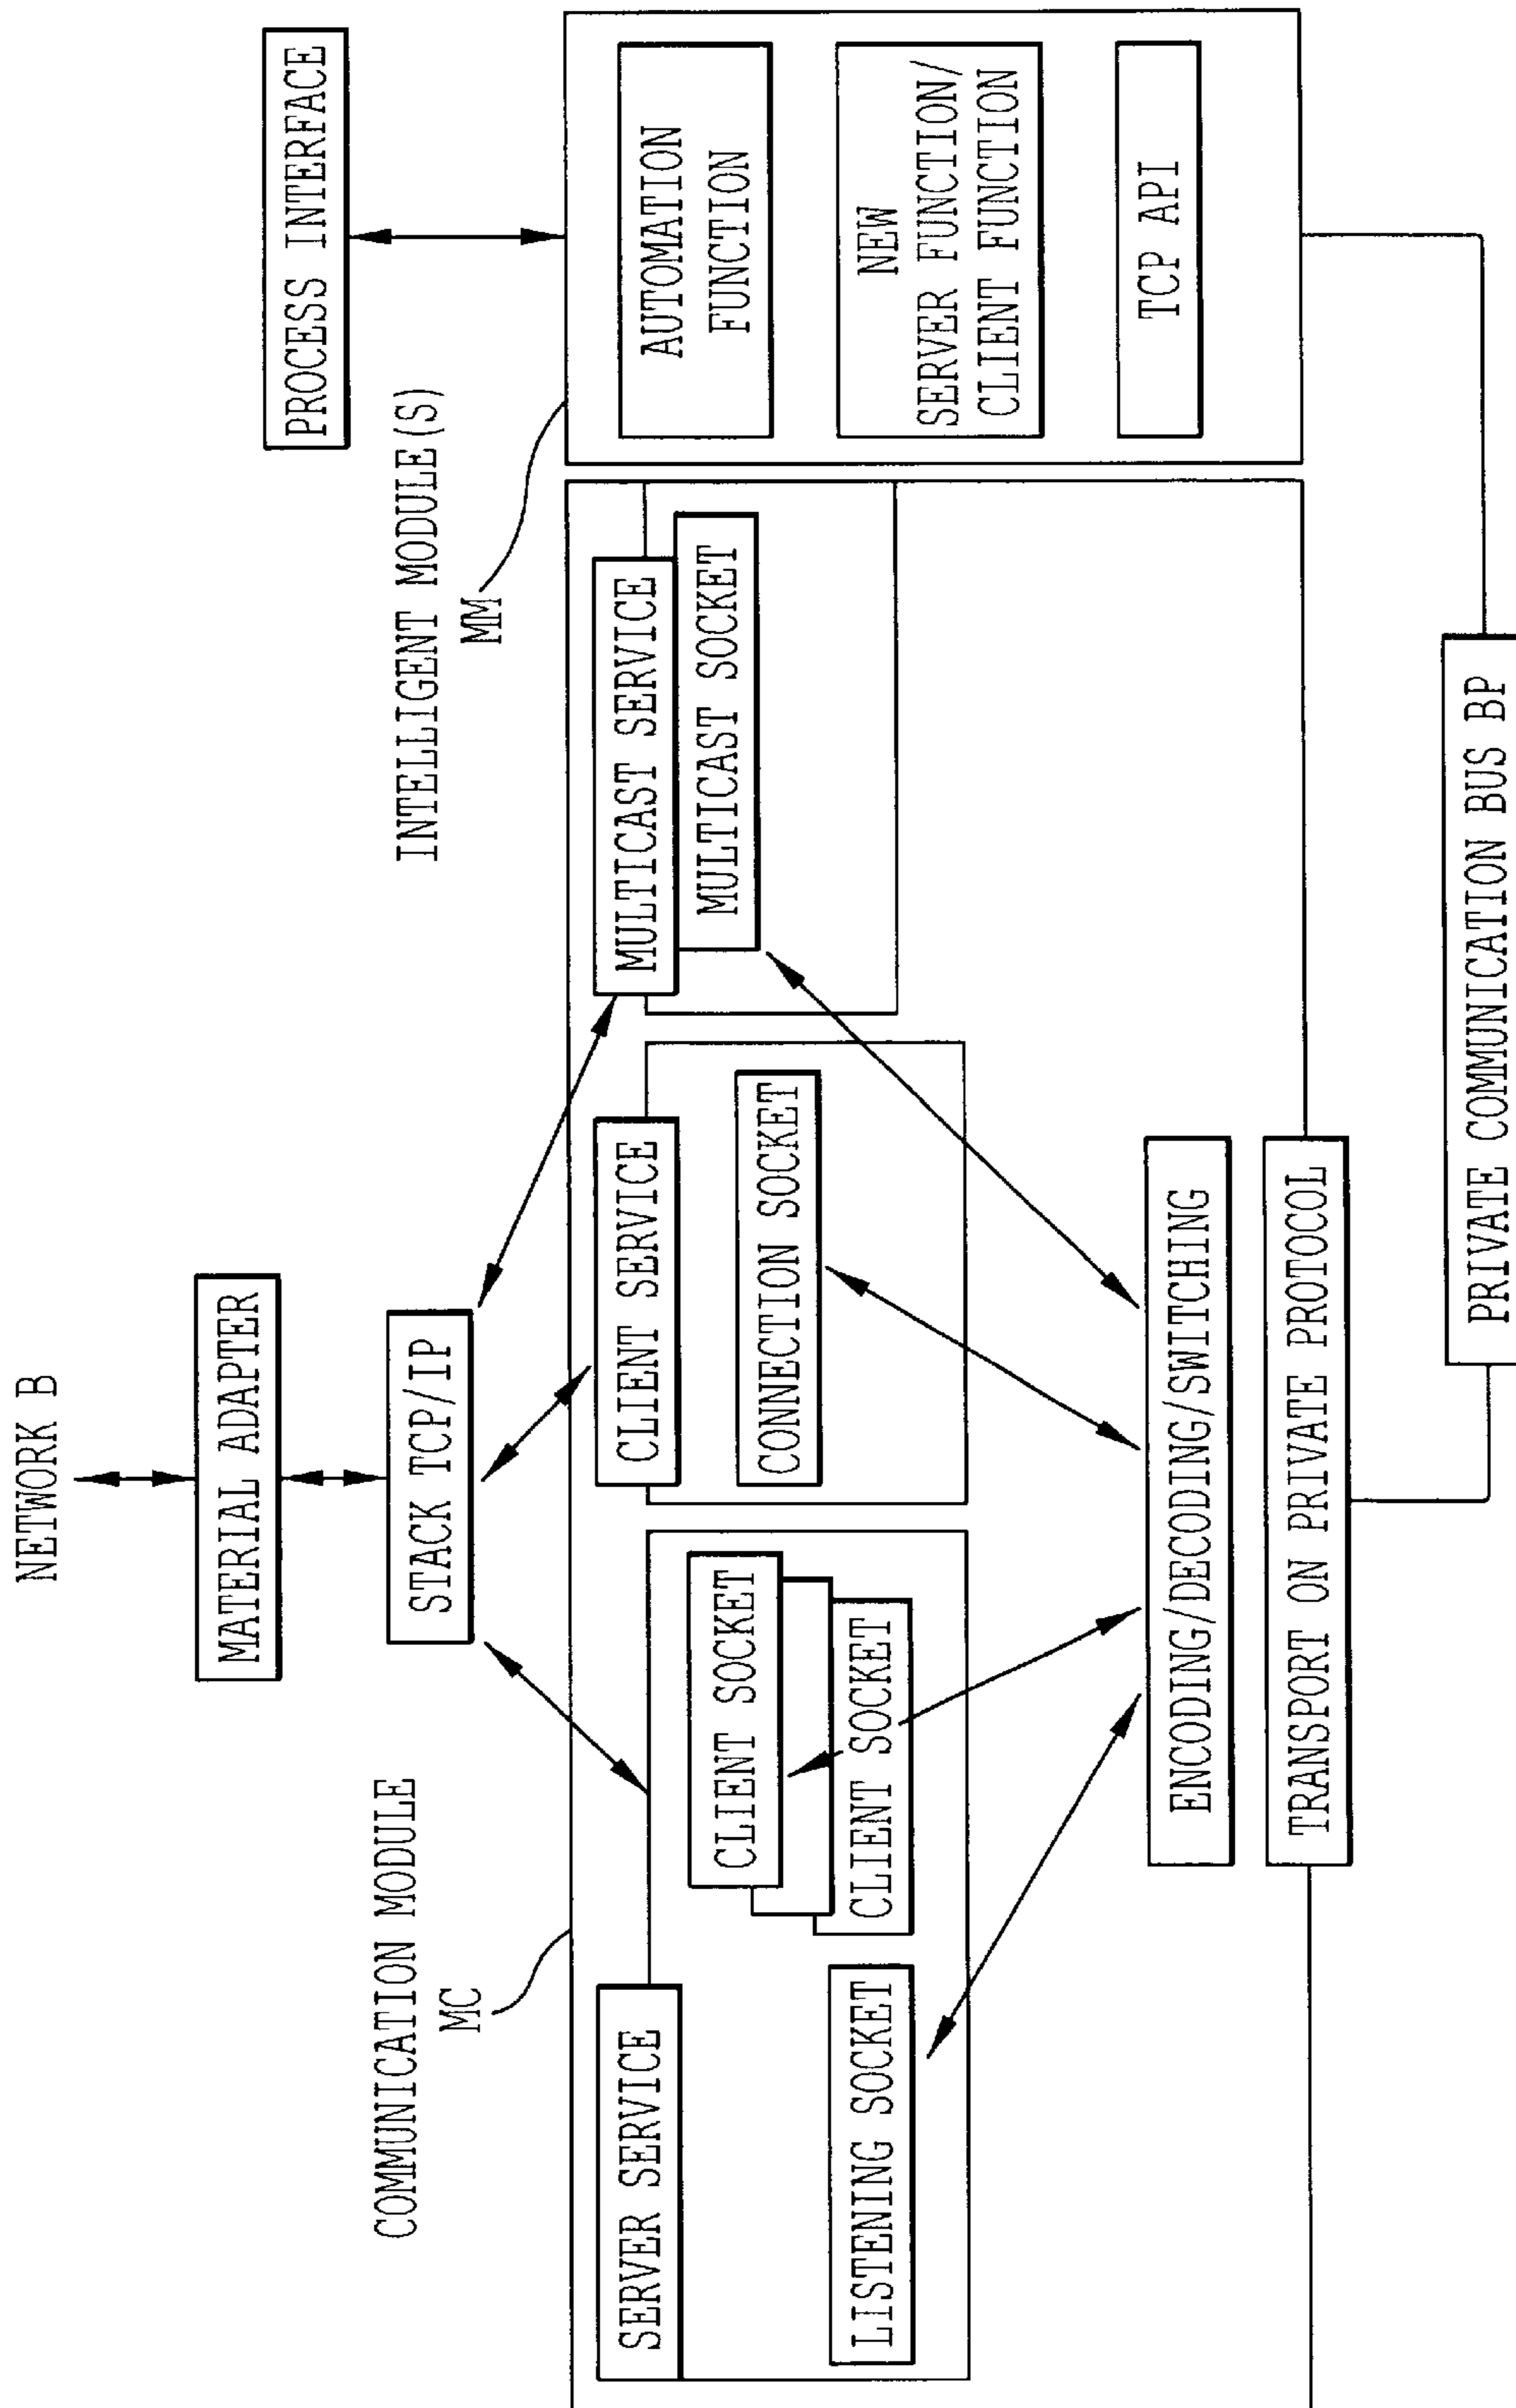 NETWORK B
MATERIAL ADAPTER
STACK TCP/IP
PROCESS INTERFACE
COMMUNICATION MODULE
MC
INTELLIGENT MODULE(S)
MM
SERVER SERVICE
CLIENT SOCKET
CLIENT SOCKET
LISTENING SOCKET
CLIENT SERVICE
CONNECTION SOCKET
MULTICAST SERVICE
MULTICAST SOCKET
AUTOMATION
FUNCTION
NEW
SERVER FUNCTION/
CLIENT FUNCTION
TCP API
ENCODING/DECODING/SWITCHING
TRANSPORT ON PRIVATE PROTOCOL
PRIVATE COMMUNICATION BUS BP